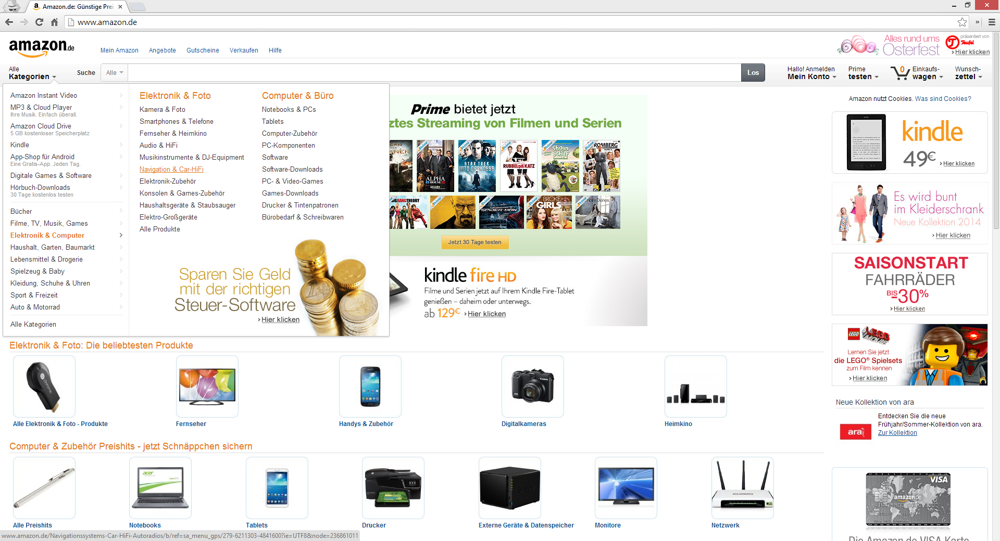 Amazon.de: Günstige Prei
www.amazon.de
amazon.de
Mein Amazon Angebote Gutscheine Verkaufen Hilfe
Alles rund ums
Osterfest
präsentiert von
Teufel
Hier klicken
Alle
Kategorien
Suche
Alle
Los
Hallo! Anmelden
Mein Konto
Prime
testen
0
Einkaufs-
wagen
Wunsch-
zettel
Amazon Instant Video
MP3 & Cloud Player
Ihre Musik. Einfach überall.
Amazon Cloud Drive
5 GB kostenloser Speicherplatz
Kindle
App-Shop für Android
Eine Gratis-App. Jeden Tag.
Digitale Games & Software
Hörbuch-Downloads
30 Tage kostenlos testen
Bücher
Filme, TV, Musik, Games
Elektronik & Computer
Haushalt, Garten, Baumarkt
Lebensmittel & Drogerie
Spielzeug & Baby
Kleidung, Schuhe & Uhren
Sport & Freizeit
Auto & Motorrad
Alle Kategorien
Elektronik & Foto
Kamera & Foto
Smartphones & Telefone
Fernseher & Heimkino
Audio & HiFi
Musikinstrumente & DJ-Equipment
Navigation & Car-HiFi
Elektronik-Zubehör
Konsolen & Games-Zubehör
Haushaltsgeräte & Staubsauger
Elektro-Großgeräte
Alle Produkte
Computer & Büro
Notebooks & PCs
Tablets
Computer-Zubehör
PC-Komponenten
Software
Software-Downloads
PC- & Video-Games
Games-Downloads
Drucker & Tintenpatronen
Bürobedarf & Schreibwaren
Sparen Sie Geld
mit der richtigen
Steuer-Software
Hier klicken
Prime bietet jetzt
ztes Streaming von Filmen und Serien
ALPHA
HOUSE
STAR TREK
INTO DARKNESS
RUBBELDIEKATZ
Shaun
Schaf
ROMBERG
BIG BANG THEORY
SPIDER-MAN
BROKE
GIRLS
Jetzt 30 Tage testen
kindle fire HD
Filme und Serien jetzt auf Ihrem Kindle Fire-Tablet
genießen – daheim oder unterwegs.
ab 129€ Hier klicken
Amazon nutzt Cookies. Was sind Cookies?
kindle
49€ Hier klicken
Es wird bunt
im Kleiderschrank
Neue Kollektion 2014
Hier klicken
SAISONSTART
FAHRRÄDER
BIS -30%
Hier klicken
LEGO
THE LEGO MOVIE
Lernen Sie jetzt
die LEGO® Spielsets
zum Film kennen
Hier klicken
Neue Kollektion von ara
ara
Entdecken Sie die neue
Frühjahr/Sommer-Kollektion von ara.
Zur Kollektion
VISA
amazon.de
MAX MUSTERMANN
Die Amazon.de VISA Karte
Elektronik & Foto: Die beliebtesten Produkte
chrome
Canon
Alle Elektronik & Foto - Produkte
Fernseher
Handys & Zubehör
Digitalkameras
Heimkino
Computer & Zubehör Preishits - jetzt Schnäppchen sichern
acer
Alle Preishits
Notebooks
Tablets
Drucker
Externe Geräte & Datenspeicher
Monitore
Netzwerk
www.amazon.de/Navigationssystems-Car-HiFi-Autoradios/b/ref=sa_menu_gps/279-6211303-4841600?ie=UTF8&node=236861011